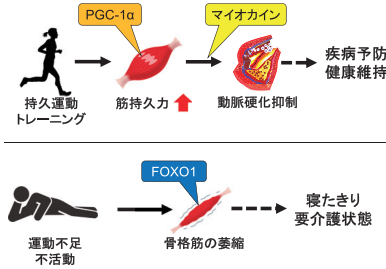 PGC-1α
マイオカイン
持久運動
トレーニング
筋持久力
動脈硬化抑制
疾病予防
健康維持
FOXO1
運動不足
不活動
骨格筋の萎縮
寝たきり
要介護状態